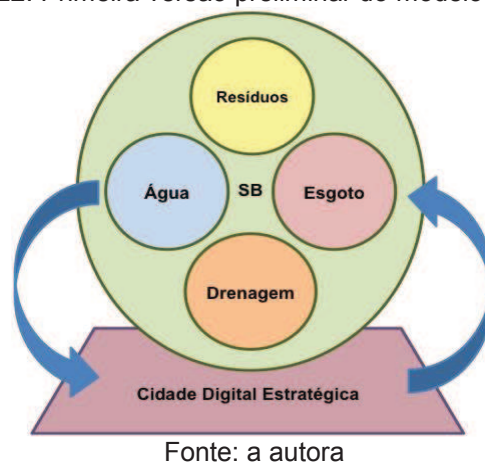 Primeira versão preliminar do modelo
Resíduos
Água
SB
Esgoto
Drenagem
Cidade Digital Estratégica
Fonte: a autora